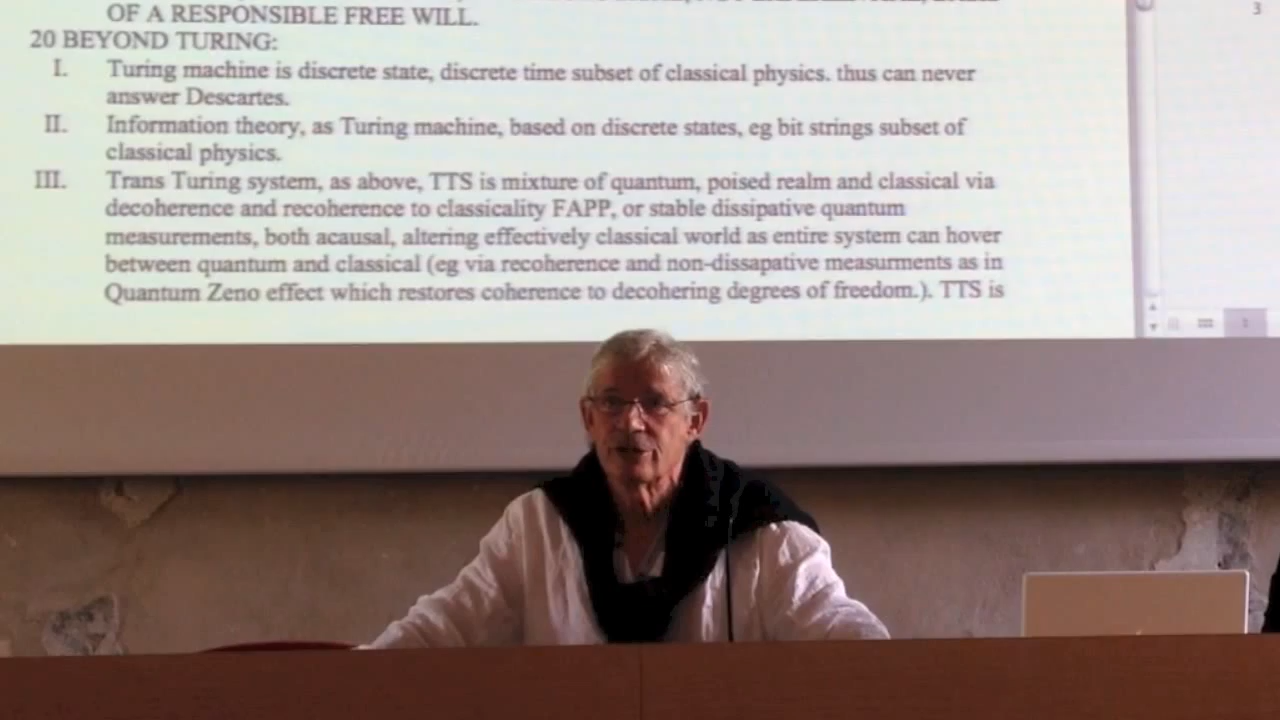 OF A RESPONSIBLE FREE WILL.
3
20 BEYOND TURING:
I. Turing machine is discrete state, discrete time subset of classical physics. thus can never
answer Descartes.
II. Information theory, as Turing machine, based on discrete states, eg bit strings subset of
classical physics.
III. Trans Turing system, as above, TTS is mixture of quantum, poised realm and classical via
decoherence and recoherence to classicality FAPP, or stable dissipative quantum
measurements, both acausal, altering effectively classical world as entire system can hover
between quantum and classical (eg via recoherence and non-dissapative measurments as in
Quantum Zeno effect which restores coherence to decohering degrees of freedom.). TTS is